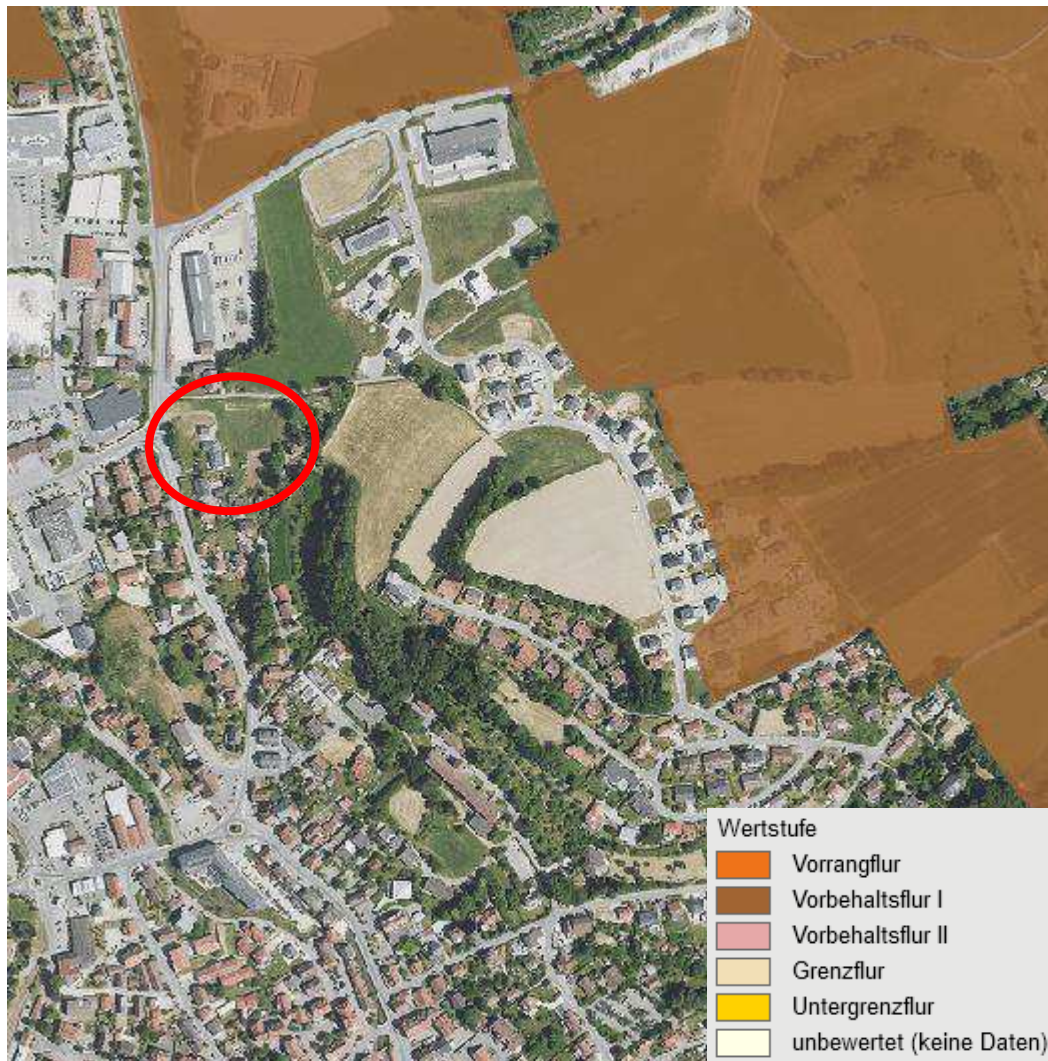 Wertstufe
Vorrangflur
Vorbehaltsflur I
Vorbehaltsflur II
Grenzflur
Untergrenzflur
unbewertet (keine Daten)